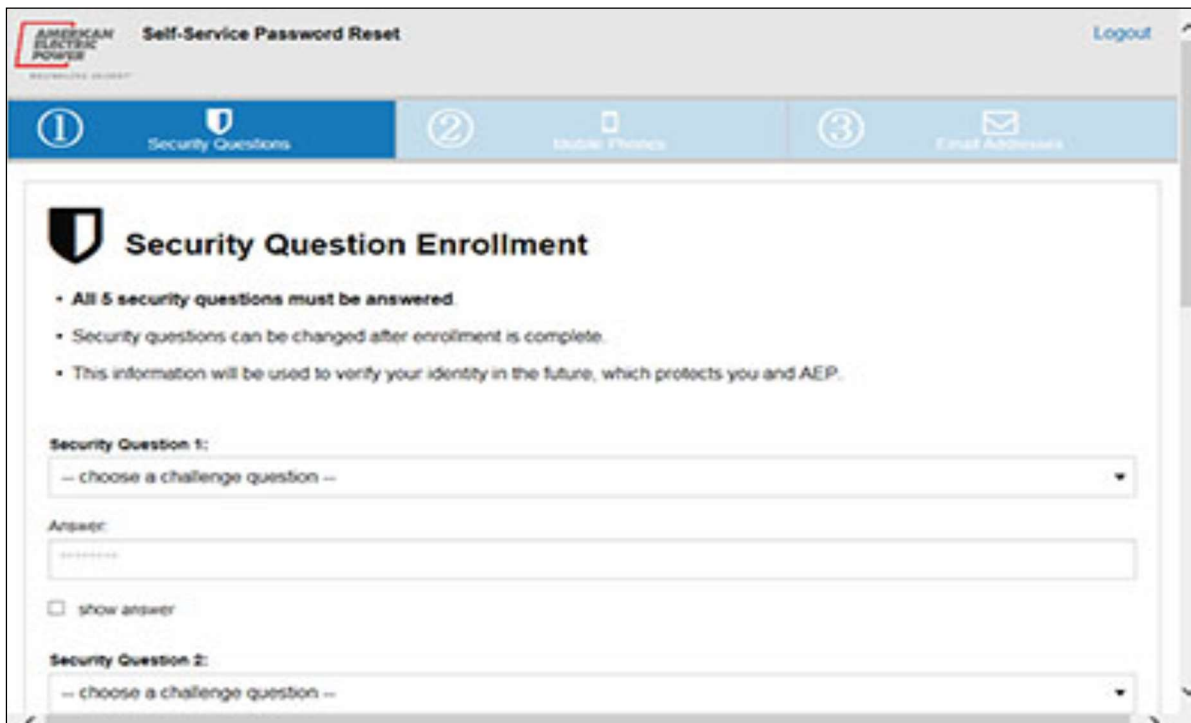 AMERICAN
ELECTRIC
POWER
Self-Service Password Reset
Logout
① Security Questions
② Mobile Phones
③ Email Addresses
Security Question Enrollment
• All 5 security questions must be answered.
• Security questions can be changed after enrollment is complete.
• This information will be used to verify your identity in the future, which protects you and AEP.
Security Question 1:
-- choose a challenge question --
Answer:
********
show answer
Security Question 2:
-- choose a challenge question --